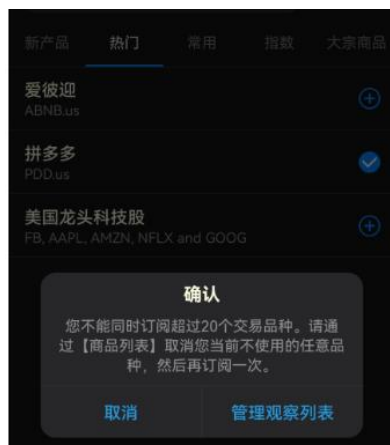 新产品 热门 常用 指数 大宗商品
爱彼迎
ABNB.us
拼多多
PDD.us
美国龙头科技股
FB, AAPL, AMZN, NFLX and GOOG
确认
您不能同时订阅超过20个交易品种。请通
过【商品列表】取消您当前不使用的任意品
种，然后再订阅一次。
取消 管理观察列表